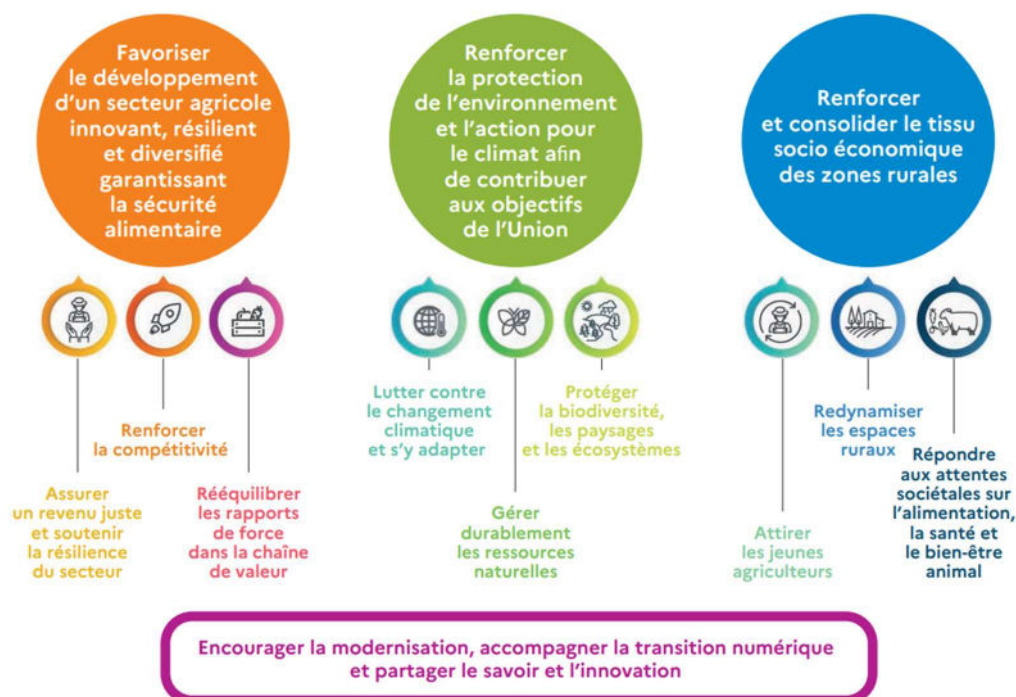 Favoriser
le développement
d'un secteur agricole
innovant, résilient
et diversifié
garantissant
la sécurité
alimentaire
Renforcer
la protection
de l'environnement
et l'action pour
le climat afin
de contribuer
aux objectifs
de l'Union
Renforcer
et consolider le tissu
socio économique
des zones rurales
Assurer
un revenu juste
et soutenir
la résilience
du secteur
Renforcer
la compétitivité
Rééquilibrer
les rapports
de force
dans la chaîne
de valeur
Lutter contre
le changement
climatique
et s'y adapter
Gérer
durablement
les ressources
naturelles
Protéger
la biodiversité,
les paysages
et les écosystèmes
Attirer
les jeunes
agriculteurs
Redynamiser
les espaces
ruraux
Répondre
aux attentes
sociétales sur
l'alimentation,
la santé et
le bien-être
animal
Encourager la modernisation, accompagner la transition numérique
et partager le savoir et l'innovation